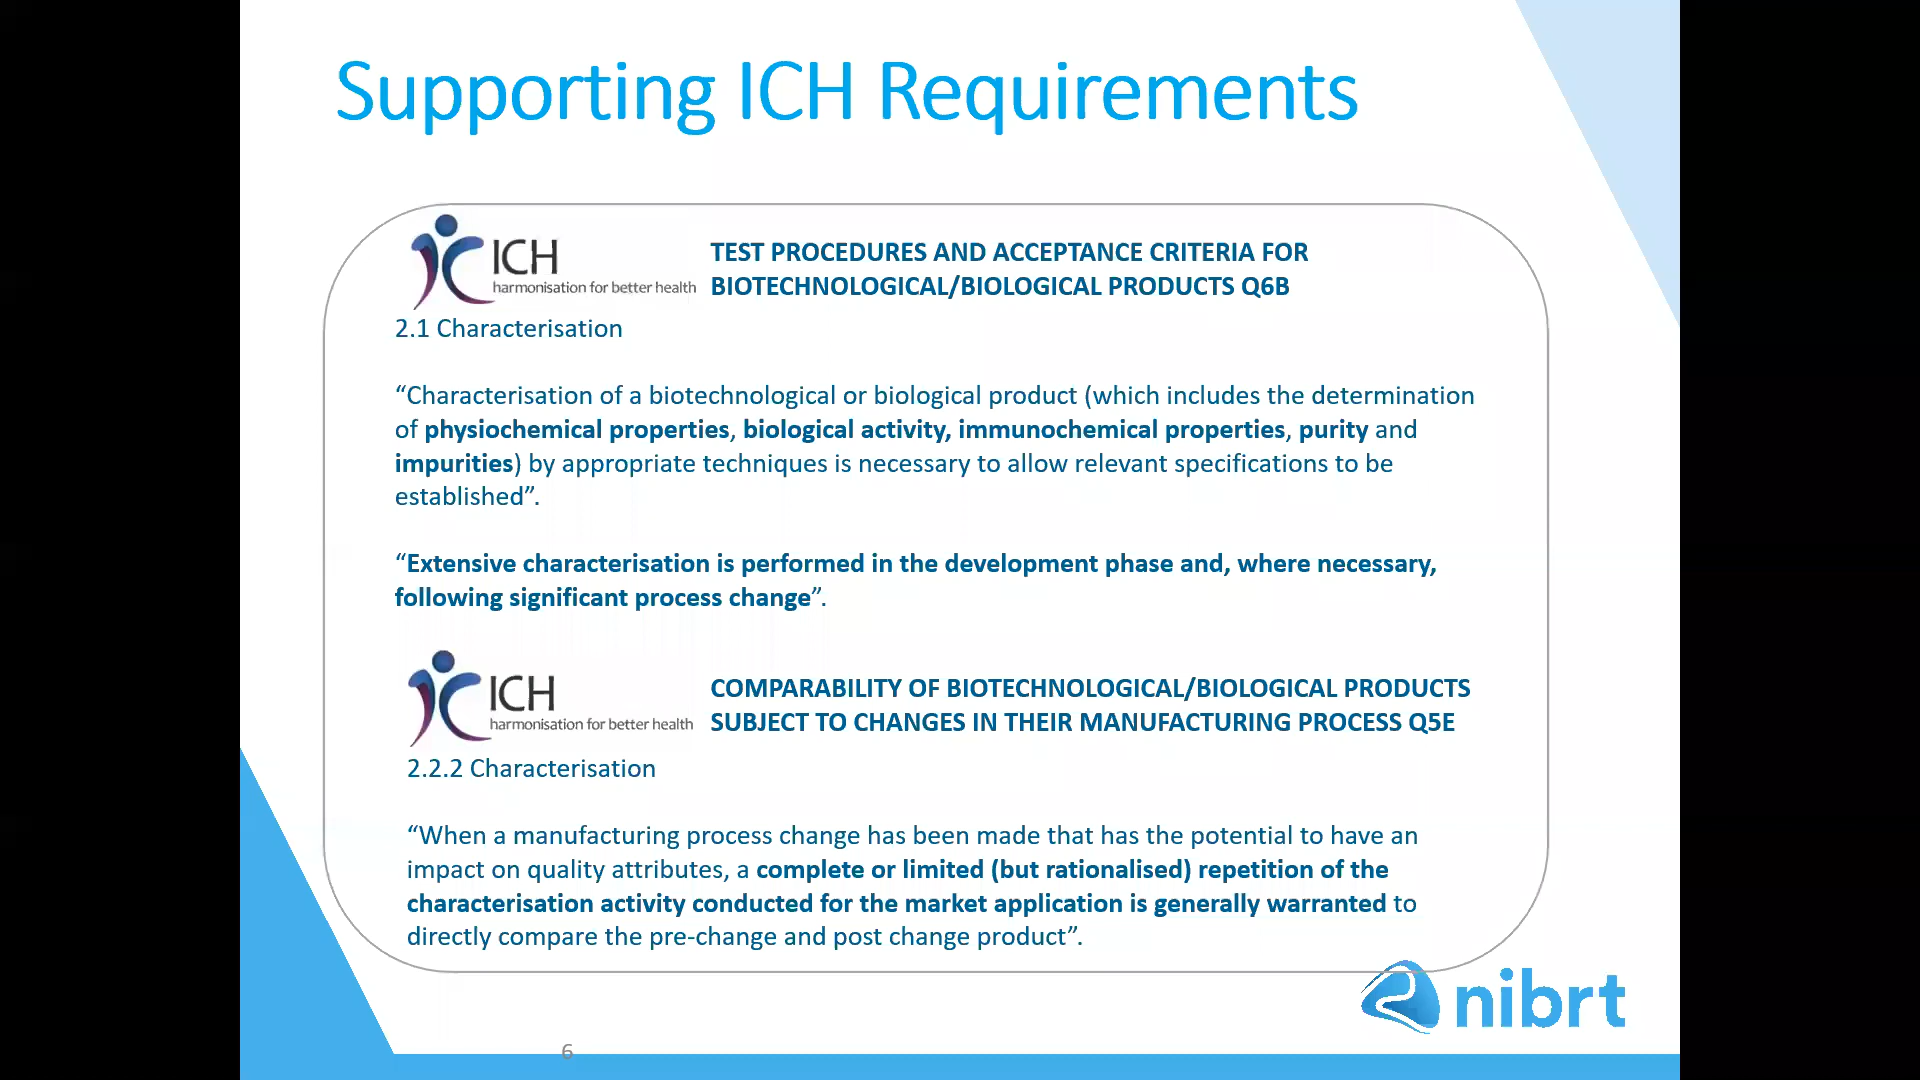 Supporting ICH Requirements
ICH
harmonisation for better health
TEST PROCEDURES AND ACCEPTANCE CRITERIA FOR
BIOTECHNOLOGICAL/BIOLOGICAL PRODUCTS Q6B
2.1 Characterisation
“Characterisation of a biotechnological or biological product (which includes the determination
of physiochemical properties, biological activity, immunochemical properties, purity and
impurities) by appropriate techniques is necessary to allow relevant specifications to be
established”.
“Extensive characterisation is performed in the development phase and, where necessary,
following significant process change”.
ICH
harmonisation for better health
COMPARABILITY OF BIOTECHNOLOGICAL/BIOLOGICAL PRODUCTS
SUBJECT TO CHANGES IN THEIR MANUFACTURING PROCESS Q5E
2.2.2 Characterisation
“When a manufacturing process change has been made that has the potential to have an
impact on quality attributes, a complete or limited (but rationalised) repetition of the
characterisation activity conducted for the market application is generally warranted to
directly compare the pre-change and post change product”.
nibrt
6